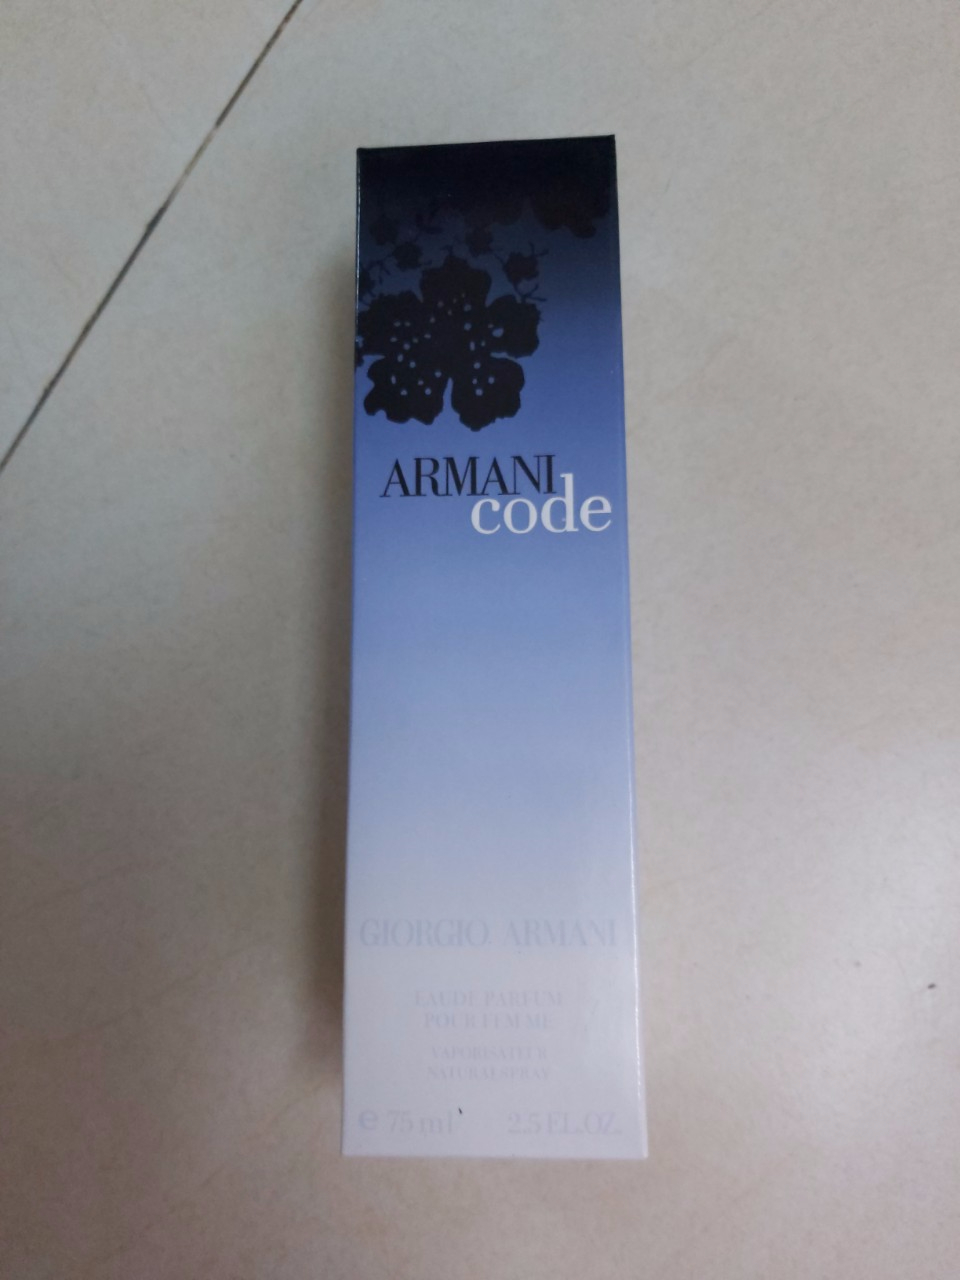 ARMANI
code
GIORGIO ARMANI
EAU DE PARFUM
POUR FEMME
VAPORISATEUR
NATURAL SPRAY
℮ 75 ml 2.5 FL.OZ.